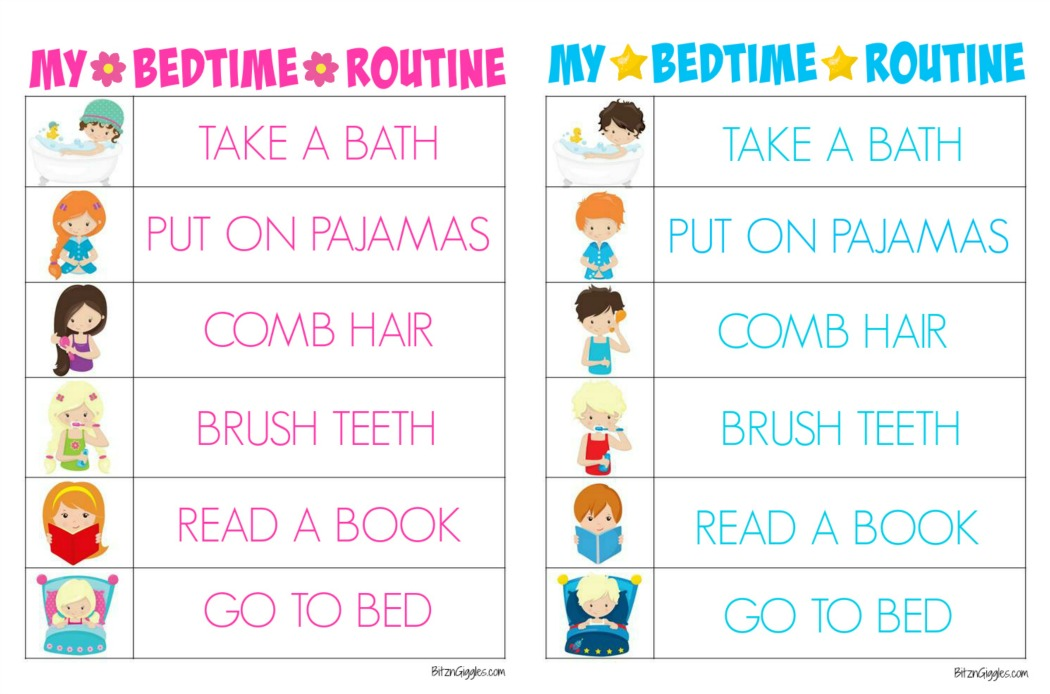 MY BEDTIME ROUTINE
TAKE A BATH
PUT ON PAJAMAS
COMB HAIR
BRUSH TEETH
READ A BOOK
GO TO BED
BitznGiggles.com
MY BEDTIME ROUTINE
TAKE A BATH
PUT ON PAJAMAS
COMB HAIR
BRUSH TEETH
READ A BOOK
GO TO BED
BitznGiggles.com